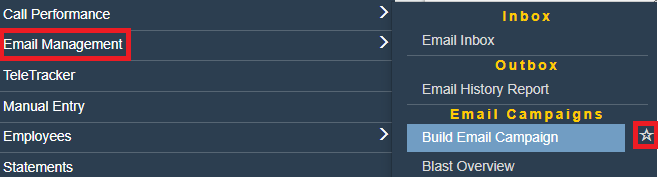 Call Performance
Email Management
TeleTracker
Manual Entry
Employees
Statements
Inbox
Email Inbox
Outbox
Email History Report
Email Campaigns
Build Email Campaign
Blast Overview